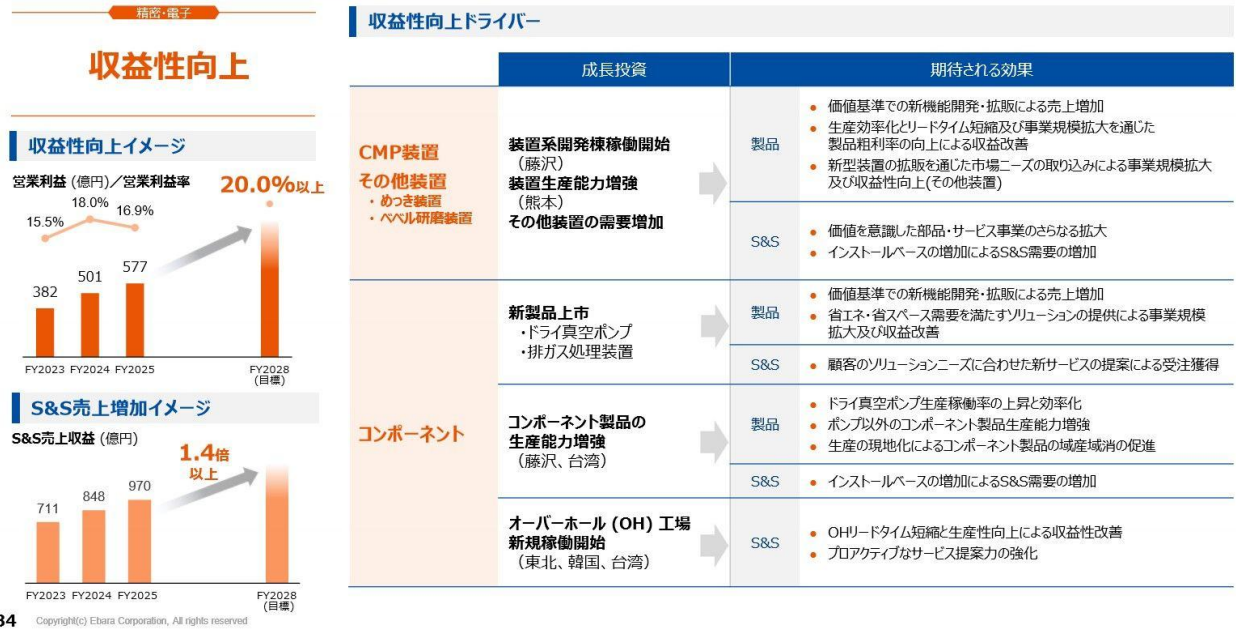 精密・電子
収益性向上
収益性向上イメージ
営業利益 (億円)／営業利益率
20.0%以上
15.5%
18.0%
16.9%
382
501
577
FY2023 FY2024 FY2025
FY2028
(目標)
S&S売上増加イメージ
S&S売上収益 (億円)
1.4倍
以上
711
848
970
FY2023 FY2024 FY2025
FY2028
(目標)
34
Copyright(c) Ebara Corporation, All rights reserved
収益性向上ドライバー
成長投資
期待される効果
CMP装置
その他装置
・めっき装置
・ベベル研磨装置
装置系開発棟稼働開始
（藤沢）
装置生産能力増強
（熊本）
その他装置の需要増加
製品
• 価値基準での新機能開発・拡販による売上増加
• 生産効率化とリードタイム短縮及び事業規模拡大を通じた
製品粗利率の向上による収益改善
• 新型装置の拡販を通じた市場ニーズの取り込みによる事業規模拡大
及び収益性向上(その他装置)
S&S
• 価値を意識した部品・サービス事業のさらなる拡大
• インストールベースの増加によるS&S需要の増加
コンポーネント
新製品上市
・ドライ真空ポンプ
・排ガス処理装置
製品
• 価値基準での新機能開発・拡販による売上増加
• 省エネ・省スペース需要を満たすソリューションの提供による事業規模
拡大及び収益改善
S&S
• 顧客のソリューションニーズに合わせた新サービスの提案による受注獲得
コンポーネント製品の
生産能力増強
（藤沢、台湾）
製品
• ドライ真空ポンプ生産稼働率の上昇と効率化
• ポンプ以外のコンポーネント製品生産能力増強
• 生産の現地化によるコンポーネント製品の域産域消の促進
S&S
• インストールベースの増加によるS&S需要の増加
オーバーホール (OH) 工場
新規稼働開始
（東北、韓国、台湾）
S&S
• OHリードタイム短縮と生産性向上による収益性改善
• プロアクティブなサービス提案力の強化